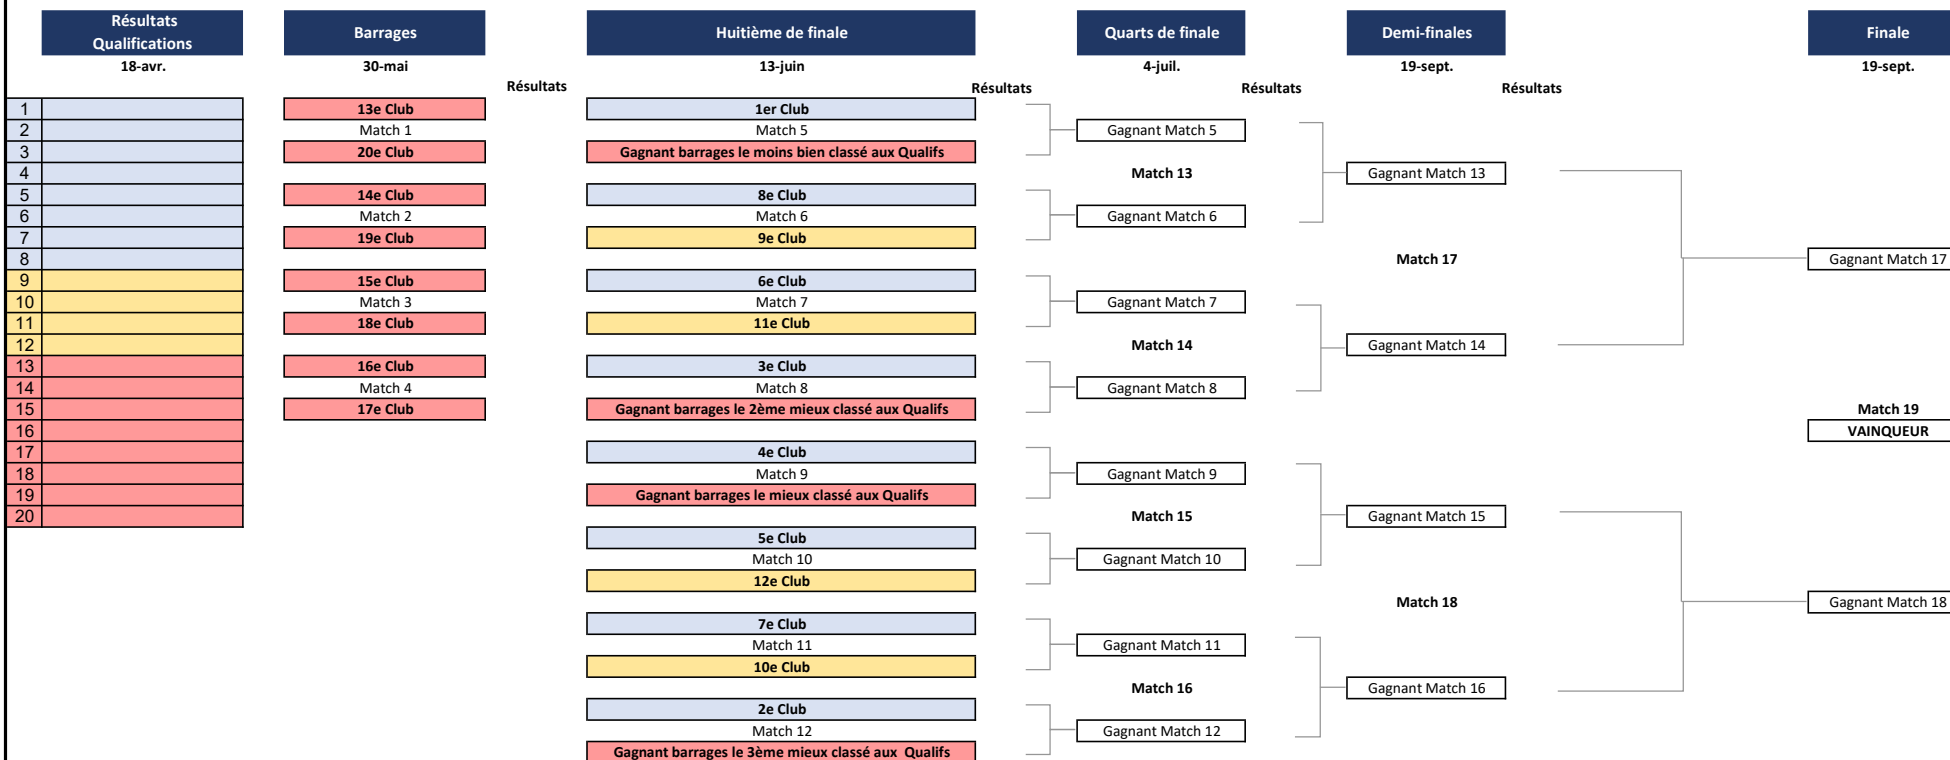 Résultats
Qualifications
Barrages
Huitième de finale
Quarts de finale
Demi-finales
Finale
18-avr.
30-mai
13-juin
4-juil.
19-sept.
19-sept.
Résultats
Résultats
Résultats
Résultats
1
2
3
4
5
6
7
8
9
10
11
12
13
14
15
16
17
18
19
20
13e Club
Match 1
20e Club
14e Club
Match 2
19e Club
15e Club
Match 3
18e Club
16e Club
Match 4
17e Club
1er Club
Match 5
Gagnant barrages le moins bien classé aux Qualifs
8e Club
Match 6
9e Club
6e Club
Match 7
11e Club
3e Club
Match 8
Gagnant barrages le 2ème mieux classé aux Qualifs
4e Club
Match 9
Gagnant barrages le mieux classé aux Qualifs
5e Club
Match 10
12e Club
7e Club
Match 11
10e Club
2e Club
Match 12
Gagnant barrages le 3ème mieux classé aux Qualifs
Gagnant Match 5
Match 13
Gagnant Match 6
Gagnant Match 7
Match 14
Gagnant Match 8
Gagnant Match 9
Match 15
Gagnant Match 10
Gagnant Match 11
Match 16
Gagnant Match 12
Gagnant Match 13
Match 17
Gagnant Match 14
Gagnant Match 15
Match 18
Gagnant Match 16
Gagnant Match 17
Match 19
VAINQUEUR
Gagnant Match 18